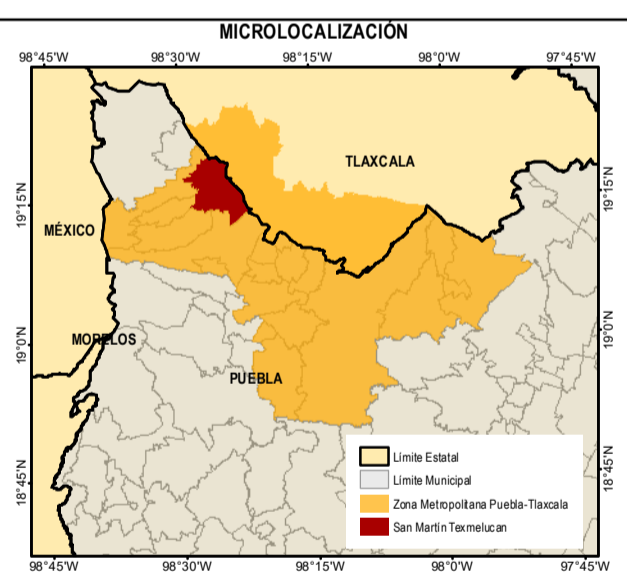 MICROLOCALIZACIÓN
98°45'W 98°30'W 98°15'W 98°0'W 97°45'W
TLAXCALA
19°15'N 19°15'N
MÉXICO
MORELOS
19°0'N 19°0'N
PUEBLA
Límite Estatal
Límite Municipal
18°45'N 18°45'N
Zona Metropolitana Puebla-Tlaxcala
San Martín Texmelucan
98°45'W 98°30'W 98°15'W 98°0'W 97°45'W